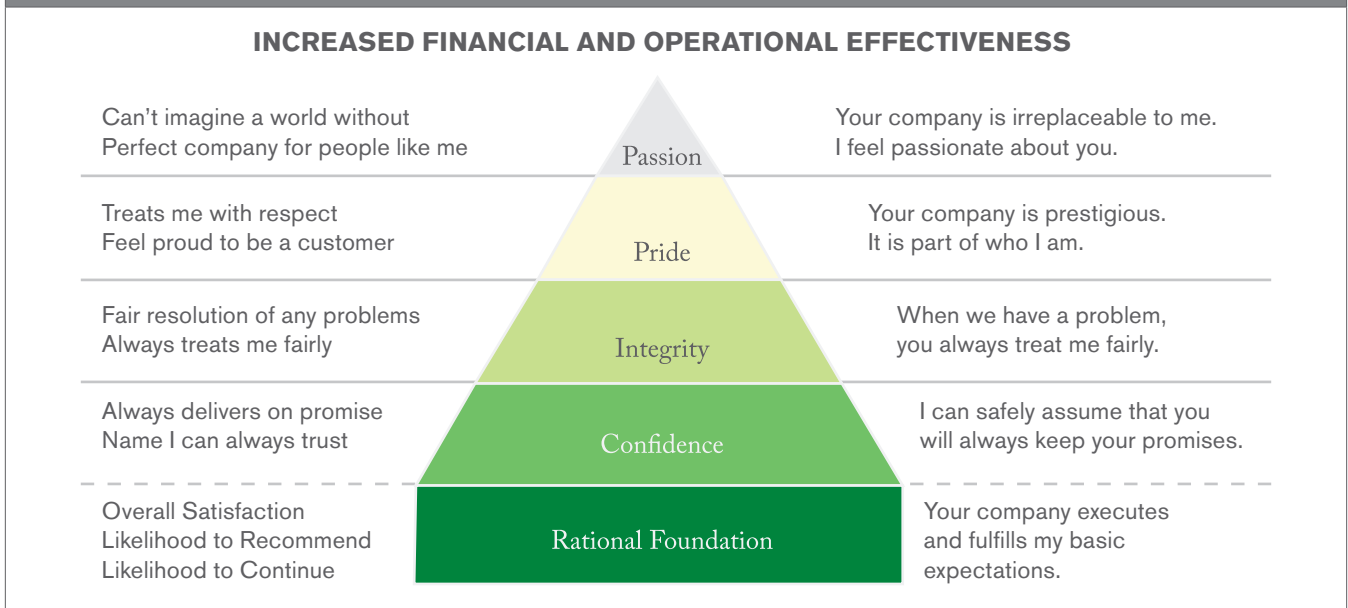 INCREASED FINANCIAL AND OPERATIONAL EFFECTIVENESS
Can't imagine a world without
Perfect company for people like me
Passion
Your company is irreplaceable to me.
I feel passionate about you.
Treats me with respect
Feel proud to be a customer
Pride
Your company is prestigious.
It is part of who I am.
Fair resolution of any problems
Always treats me fairly
Integrity
When we have a problem,
you always treat me fairly.
Always delivers on promise
Name I can always trust
Confidence
I can safely assume that you
will always keep your promises.
Overall Satisfaction
Likelihood to Recommend
Likelihood to Continue
Rational Foundation
Your company executes
and fulfills my basic
expectations.